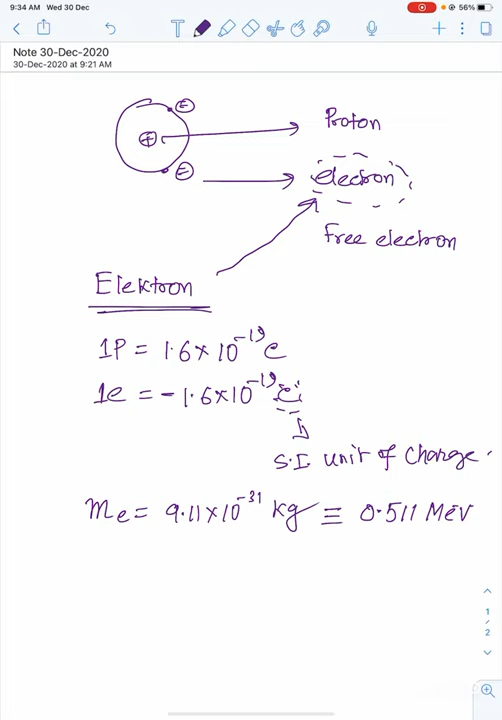 9:34 AM Wed 30 Dec
56%
Note 30-Dec-2020
30-Dec-2020 at 9:21 AM
Proton
electron
Free electron
Elektron
1P = 1.6 × 10⁻¹⁹ C
1e = -1.6×10⁻¹⁹ C
S.I unit of charge.
me = 9.11×10⁻³¹ kg ≡ 0.511 MeV
1
/
2